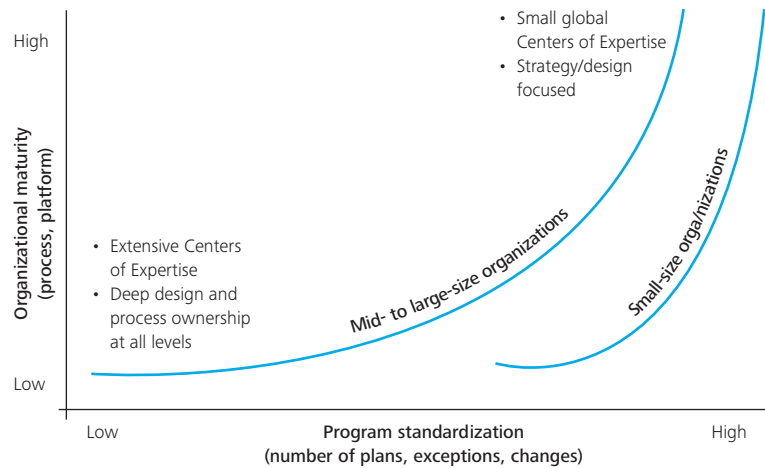 High
• Small global
Centers of Expertise
• Strategy/design
focused
Organizational maturity
(process, platform)
• Extensive Centers
of Expertise
• Deep design and
process ownership
at all levels
Mid- to large-size organizations
Small-size orga/nizations
Low
Low
Program standardization
High
(number of plans, exceptions, changes)